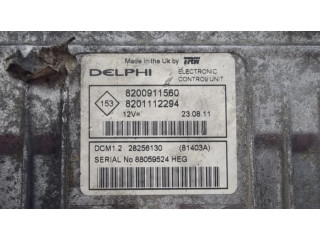 Made in the Uk by TRW
DELPHI ELECTRONIC CONTROL UNIT
153 8200911560
8201112294
12V= 23.08.11
DCM1.2 28256130 (81403A)
SERIAL No 88059524 HEG